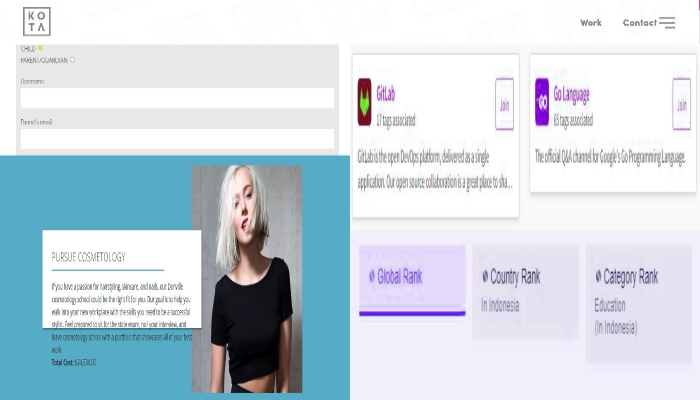 KO
TA
Work
Contact
CHILD
PARENT/GUARDIAN
Username
Parent's email
GitLab
17 tags associated
Join
GitLab is the open DevOps platform, delivered as a single
application. Our open source collaboration is a great place to sha...
Go Language
65 tags associated
Join
The official Q&A channel for Google's Go Programming Language.
PURSUE COSMETOLOGY
If you have a passion for hairstyling, skincare, and nails, our Danville
cosmetology school could be the right fit for you. Our goal is to help you
walk into your new workplace with the skills you need to be a successful
stylist. Feel prepared to sit for the state exam, nail your interview, and
leave cosmetology school with a portfolio that showcases all of your best
work.
Total Cost:
Global Rank
Country Rank
In Indonesia
Category Rank
Education
(In Indonesia)